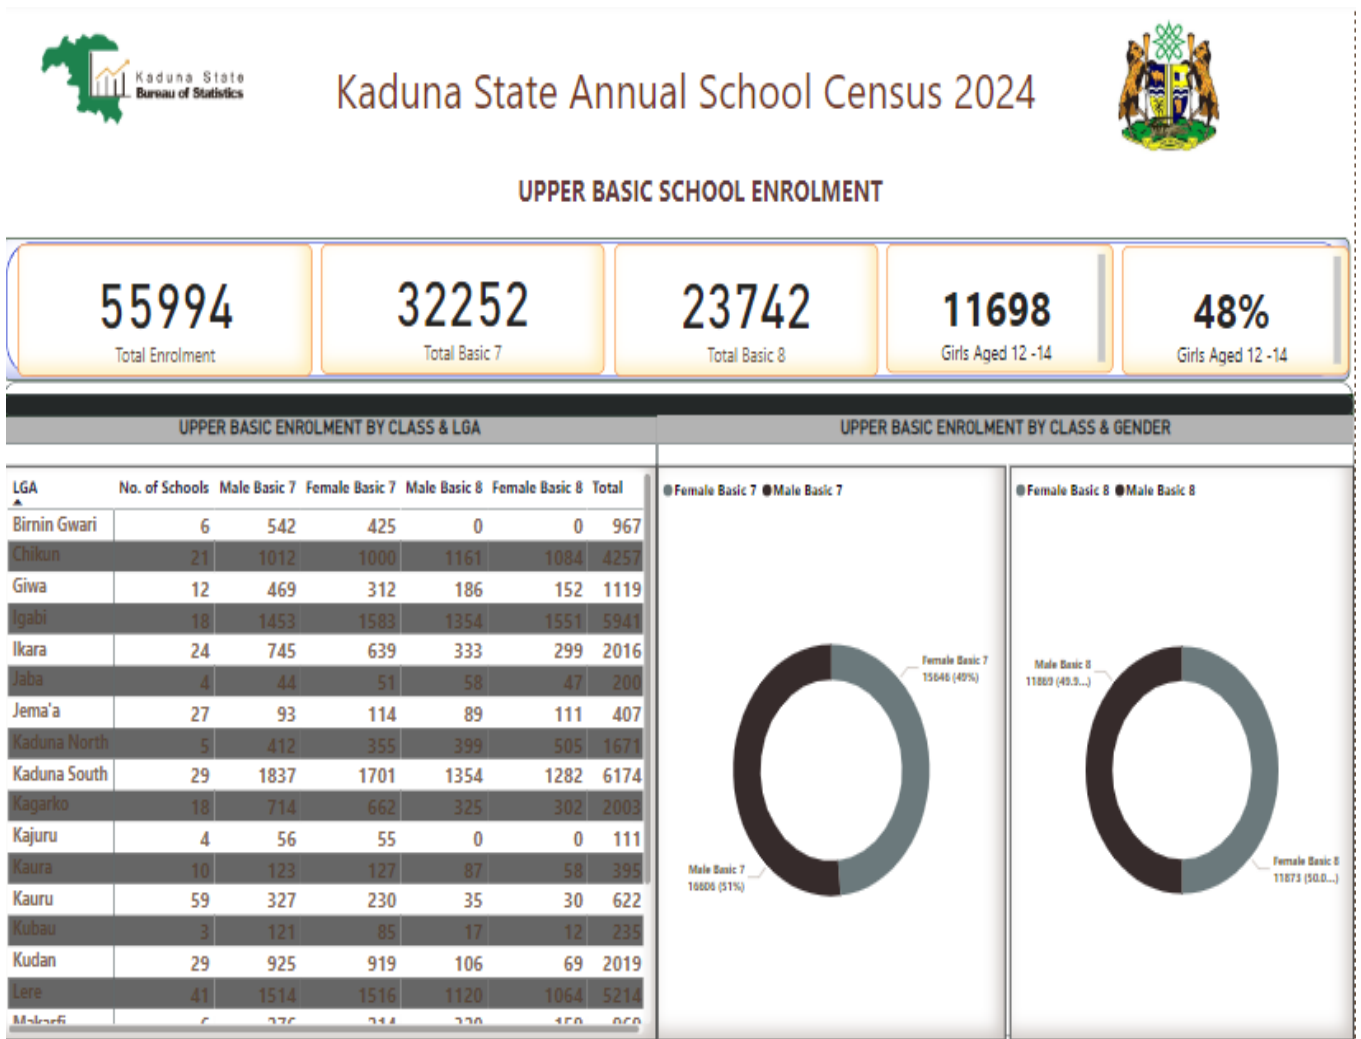 Kaduna State
Bureau of Statistics
Kaduna State Annual School Census 2024
UPPER BASIC SCHOOL ENROLMENT
55994
Total Enrolment
32252
Total Basic 7
23742
Total Basic 8
11698
Girls Aged 12 -14
48%
Girls Aged 12 -14
UPPER BASIC ENROLMENT BY CLASS & LGA
LGA No. of Schools Male Basic 7 Female Basic 7 Male Basic 8 Female Basic 8 Total
Birnin Gwari 6 542 425 0 0 967
Chikun 21 1012 1000 1161 1084 4257
Giwa 12 469 312 186 152 1119
Igabi 18 1453 1583 1354 1551 5941
Ikara 24 745 639 333 299 2016
Jaba 4 44 51 58 47 200
Jema'a 27 93 114 89 111 407
Kaduna North 5 412 355 399 505 1671
Kaduna South 29 1837 1701 1354 1282 6174
Kagarko 18 714 662 325 302 2003
Kajuru 4 56 55 0 0 111
Kaura 10 123 127 87 58 395
Kauru 59 327 230 35 30 622
Kubau 3 121 85 17 12 235
Kudan 29 925 919 106 69 2019
Lere 41 1514 1516 1120 1064 5214
Makarfi
UPPER BASIC ENROLMENT BY CLASS & GENDER
Female Basic 7 Male Basic 7
Female Basic 7
15646 (49%)
Male Basic 7
16606 (51%)
Female Basic 8 Male Basic 8
Male Basic 8
11869 (49.9...)
Female Basic 8
11873 (50.0...)